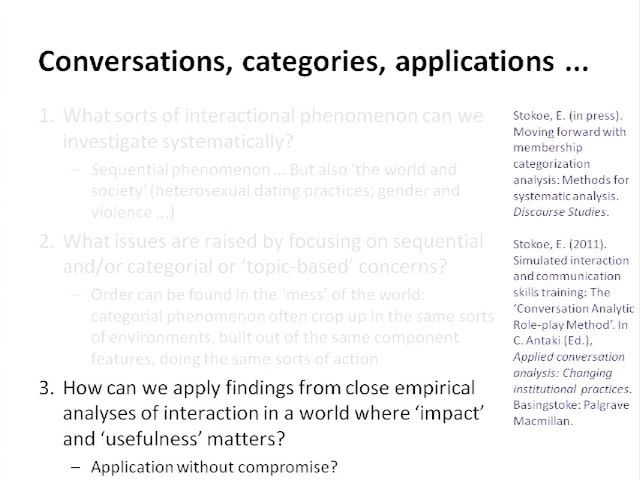 Conversations, categories, applications ...
1. What sorts of interactional phenomenon can we
investigate systematically?
– Sequential phenomenon ... But also ‘the world and
society’ (heterosexual dating practices; gender and
violence ...)
2. What issues are raised by focusing on sequential
and/or categorial or ‘topic-based’ concerns?
– Order can be found in the ‘mess’ of the world:
categorial phenomenon often crop up in the same sorts
of environments, built out of the same component
features, doing the same sorts of action
3. How can we apply findings from close empirical
analyses of interaction in a world where ‘impact’
and ‘usefulness’ matters?
– Application without compromise?
Stokoe, E. (in press).
Moving forward with
membership
categorization
analysis: Methods for
systematic analysis.
Discourse Studies.
Stokoe, E. (2011).
Simulated interaction
and communication
skills training: The
‘Conversation Analytic
Role-play Method’. In
C. Antaki (Ed.),
Applied conversation
analysis: Changing
institutional practices.
Basingstoke: Palgrave
Macmillan.